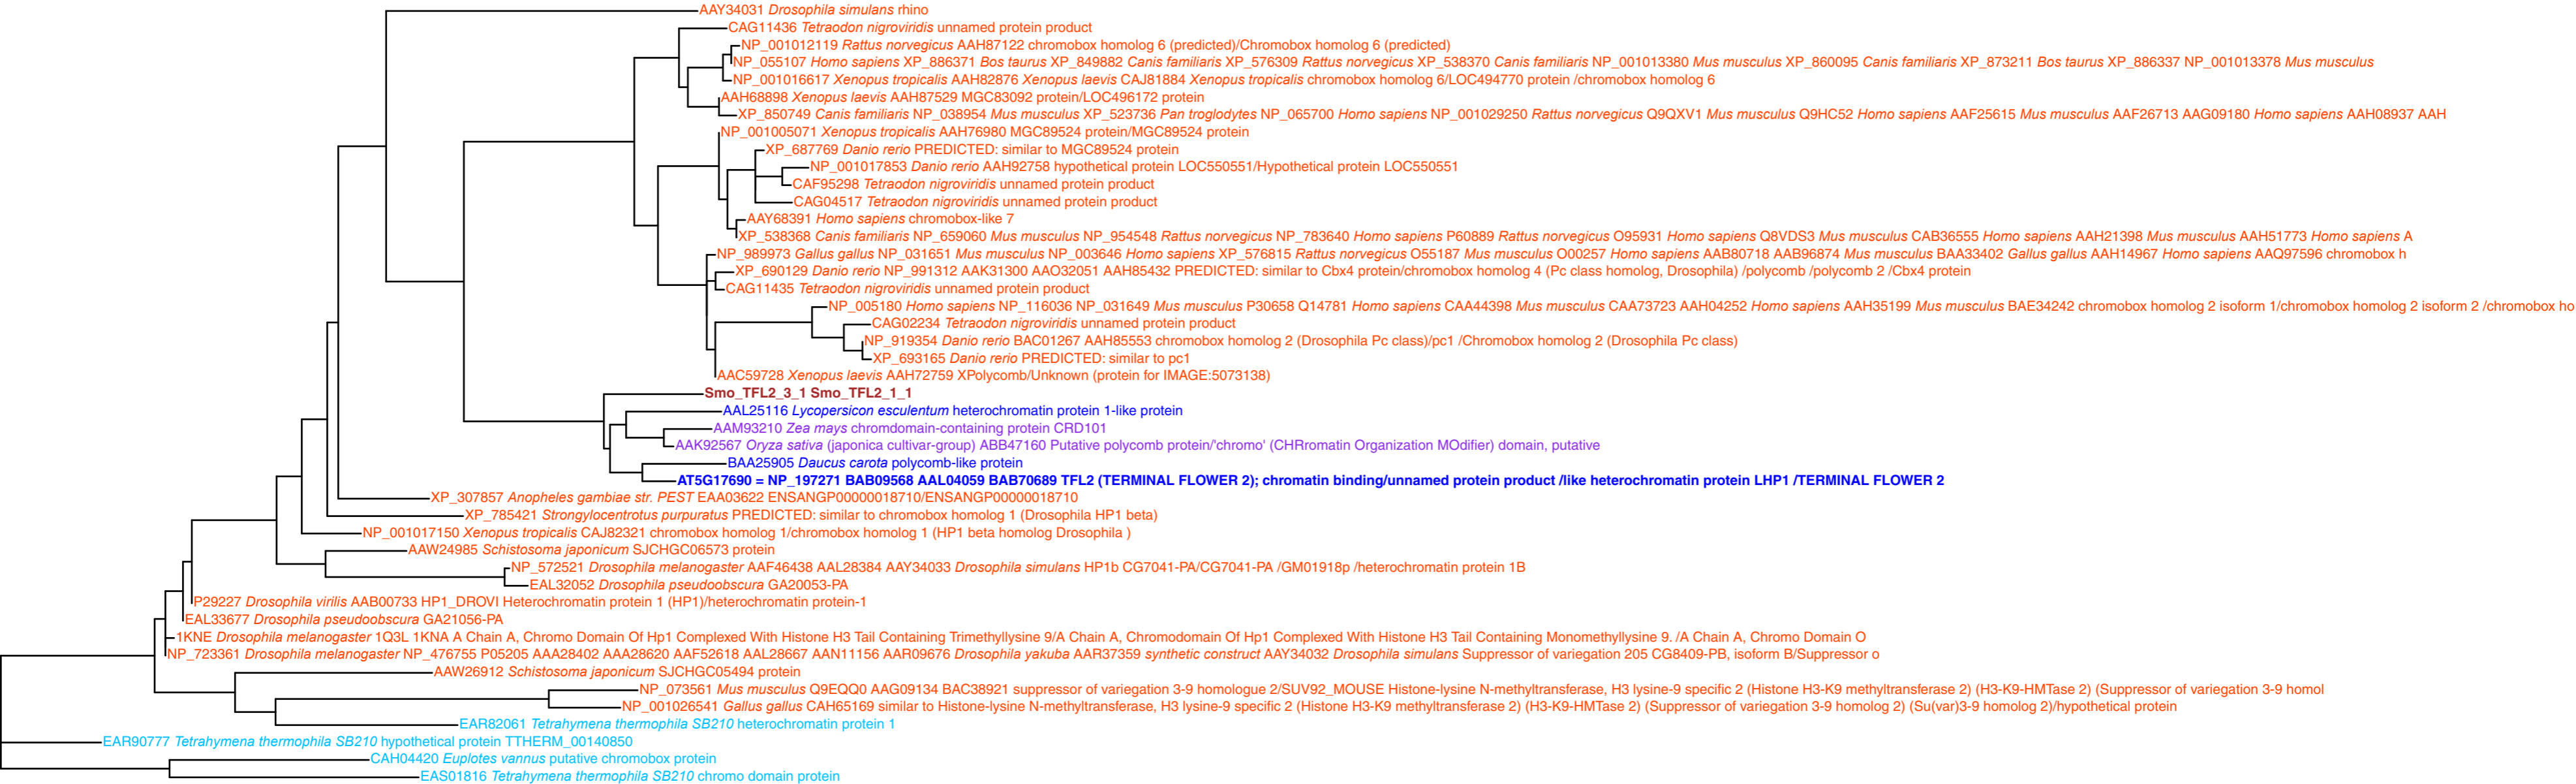 AAY34031 Drosophila simulans rhino
CAG11436 Tetraodon nigroviridis unnamed protein product
NP_001012119 Rattus norvegicus AAH87122 chromobox homolog 6 (predicted)/Chromobox homolog 6 (predicted)
NP_055107 Homo sapiens XP_886371 Bos taurus XP_849882 Canis familiaris XP_576309 Rattus norvegicus XP_538370 Canis familiaris NP_001013380 Mus musculus XP_860095 Canis familiaris XP_873211 Bos taurus XP_886337 NP_001013378 Mus musculus
NP_001016617 Xenopus tropicalis AAH82876 Xenopus laevis CAJ81884 Xenopus tropicalis chromobox homolog 6/LOC494770 protein /chromobox homolog 6
AAH68898 Xenopus laevis AAH87529 MGC83092 protein/LOC496172 protein
XP_850749 Canis familiaris NP_038954 Mus musculus XP_523736 Pan troglodytes NP_065700 Homo sapiens NP_001029250 Rattus norvegicus Q9QXV1 Mus musculus Q9HC52 Homo sapiens AAF25615 Mus musculus AAF26713 AAG09180 Homo sapiens AAH08937 AAH
NP_001005071 Xenopus tropicalis AAH76980 MGC89524 protein/MGC89524 protein
XP_687769 Danio rerio PREDICTED: similar to MGC89524 protein
NP_001017853 Danio rerio AAH92758 hypothetical protein LOC550551/Hypothetical protein LOC550551
CAF95298 Tetraodon nigroviridis unnamed protein product
CAG04517 Tetraodon nigroviridis unnamed protein product
AAY68391 Homo sapiens chromobox-like 7
XP_538368 Canis familiaris NP_659060 Mus musculus NP_954548 Rattus norvegicus NP_783640 Homo sapiens P60889 Rattus norvegicus O95931 Homo sapiens Q8VDS3 Mus musculus CAB36555 Homo sapiens AAH21398 Mus musculus AAH51773 Homo sapiens A
NP_989973 Gallus gallus NP_031651 Mus musculus NP_003646 Homo sapiens XP_576815 Rattus norvegicus O55187 Mus musculus O00257 Homo sapiens AAB80718 AAB96874 Mus musculus BAA33402 Gallus gallus AAH14967 Homo sapiens AAQ97596 chromobox h
XP_690129 Danio rerio NP_991312 AAK31300 AAO32051 AAH85432 PREDICTED: similar to Cbx4 protein/chromobox homolog 4 (Pc class homolog, Drosophila) /polycomb /polycomb 2 /Cbx4 protein
CAG11435 Tetraodon nigroviridis unnamed protein product
NP_005180 Homo sapiens NP_116036 NP_031649 Mus musculus P30658 Q14781 Homo sapiens CAA44398 Mus musculus CAA73723 AAH04252 Homo sapiens AAH35199 Mus musculus BAE34242 chromobox homolog 2 isoform 1/chromobox homolog 2 isoform 2 /chromobox ho
CAG02234 Tetraodon nigroviridis unnamed protein product
NP_919354 Danio rerio BAC01267 AAH85553 chromobox homolog 2 (Drosophila Pc class)/pc1 /Chromobox homolog 2 (Drosophila Pc class)
XP_693165 Danio rerio PREDICTED: similar to pc1
AAC59728 Xenopus laevis AAH72759 XPolycomb/Unknown (protein for IMAGE:5073138)
Smo_TFL2_3_1 Smo_TFL2_1_1
AAL25116 Lycopersicon esculentum heterochromatin protein 1-like protein
AAM93210 Zea mays chromdomain-containing protein CRD101
AAK92567 Oryza sativa (japonica cultivar-group) ABB47160 Putative polycomb protein/'chromo' (CHRromatin Organization MOdifier) domain, putative
BAA25905 Daucus carota polycomb-like protein
AT5G17690 = NP_197271 BAB09568 AAL04059 BAB70689 TFL2 (TERMINAL FLOWER 2); chromatin binding/unnamed protein product /like heterochromatin protein LHP1 /TERMINAL FLOWER 2
XP_307857 Anopheles gambiae str. PEST EAA03622 ENSANGP00000018710/ENSANGP00000018710
XP_785421 Strongylocentrotus purpuratus PREDICTED: similar to chromobox homolog 1 (Drosophila HP1 beta)
NP_001017150 Xenopus tropicalis CAJ82321 chromobox homolog 1/chromobox homolog 1 (HP1 beta homolog Drosophila )
AAW24985 Schistosoma japonicum SJCHGC06573 protein
NP_572521 Drosophila melanogaster AAF46438 AAL28384 AAY34033 Drosophila simulans HP1b CG7041-PA/CG7041-PA /GM01918p /heterochromatin protein 1B
EAL32052 Drosophila pseudoobscura GA20053-PA
P29227 Drosophila virilis AAB00733 HP1_DROVI Heterochromatin protein 1 (HP1)/heterochromatin protein-1
EAL33677 Drosophila pseudoobscura GA21056-PA
1KNE Drosophila melanogaster 1Q3L 1KNA A Chain A, Chromo Domain Of Hp1 Complexed With Histone H3 Tail Containing Trimethyllysine 9/A Chain A, Chromodomain Of Hp1 Complexed With Histone H3 Tail Containing Monomethyllysine 9. /A Chain A, Chromo Domain O
NP_723361 Drosophila melanogaster NP_476755 P05205 AAA28402 AAA28620 AAF52618 AAL28667 AAN11156 AAR09676 Drosophila yakuba AAR37359 synthetic construct AAY34032 Drosophila simulans Suppressor of variegation 205 CG8409-PB, isoform B/Suppressor o
AAW26912 Schistosoma japonicum SJCHGC05494 protein
NP_073561 Mus musculus Q9EQQ0 AAG09134 BAC38921 suppressor of variegation 3-9 homologue 2/SUV92_MOUSE Histone-lysine N-methyltransferase, H3 lysine-9 specific 2 (Histone H3-K9 methyltransferase 2) (H3-K9-HMTase 2) (Suppressor of variegation 3-9 homol
NP_001026541 Gallus gallus CAH65169 similar to Histone-lysine N-methyltransferase, H3 lysine-9 specific 2 (Histone H3-K9 methyltransferase 2) (H3-K9-HMTase 2) (Suppressor of variegation 3-9 homolog 2) (Su(var)3-9 homolog 2)/hypothetical protein
EAR82061 Tetrahymena thermophila SB210 heterochromatin protein 1
EAR90777 Tetrahymena thermophila SB210 hypothetical protein TTHERM_00140850
CAH04420 Euplotes vannus putative chromobox protein
EAS01816 Tetrahymena thermophila SB210 chromo domain protein